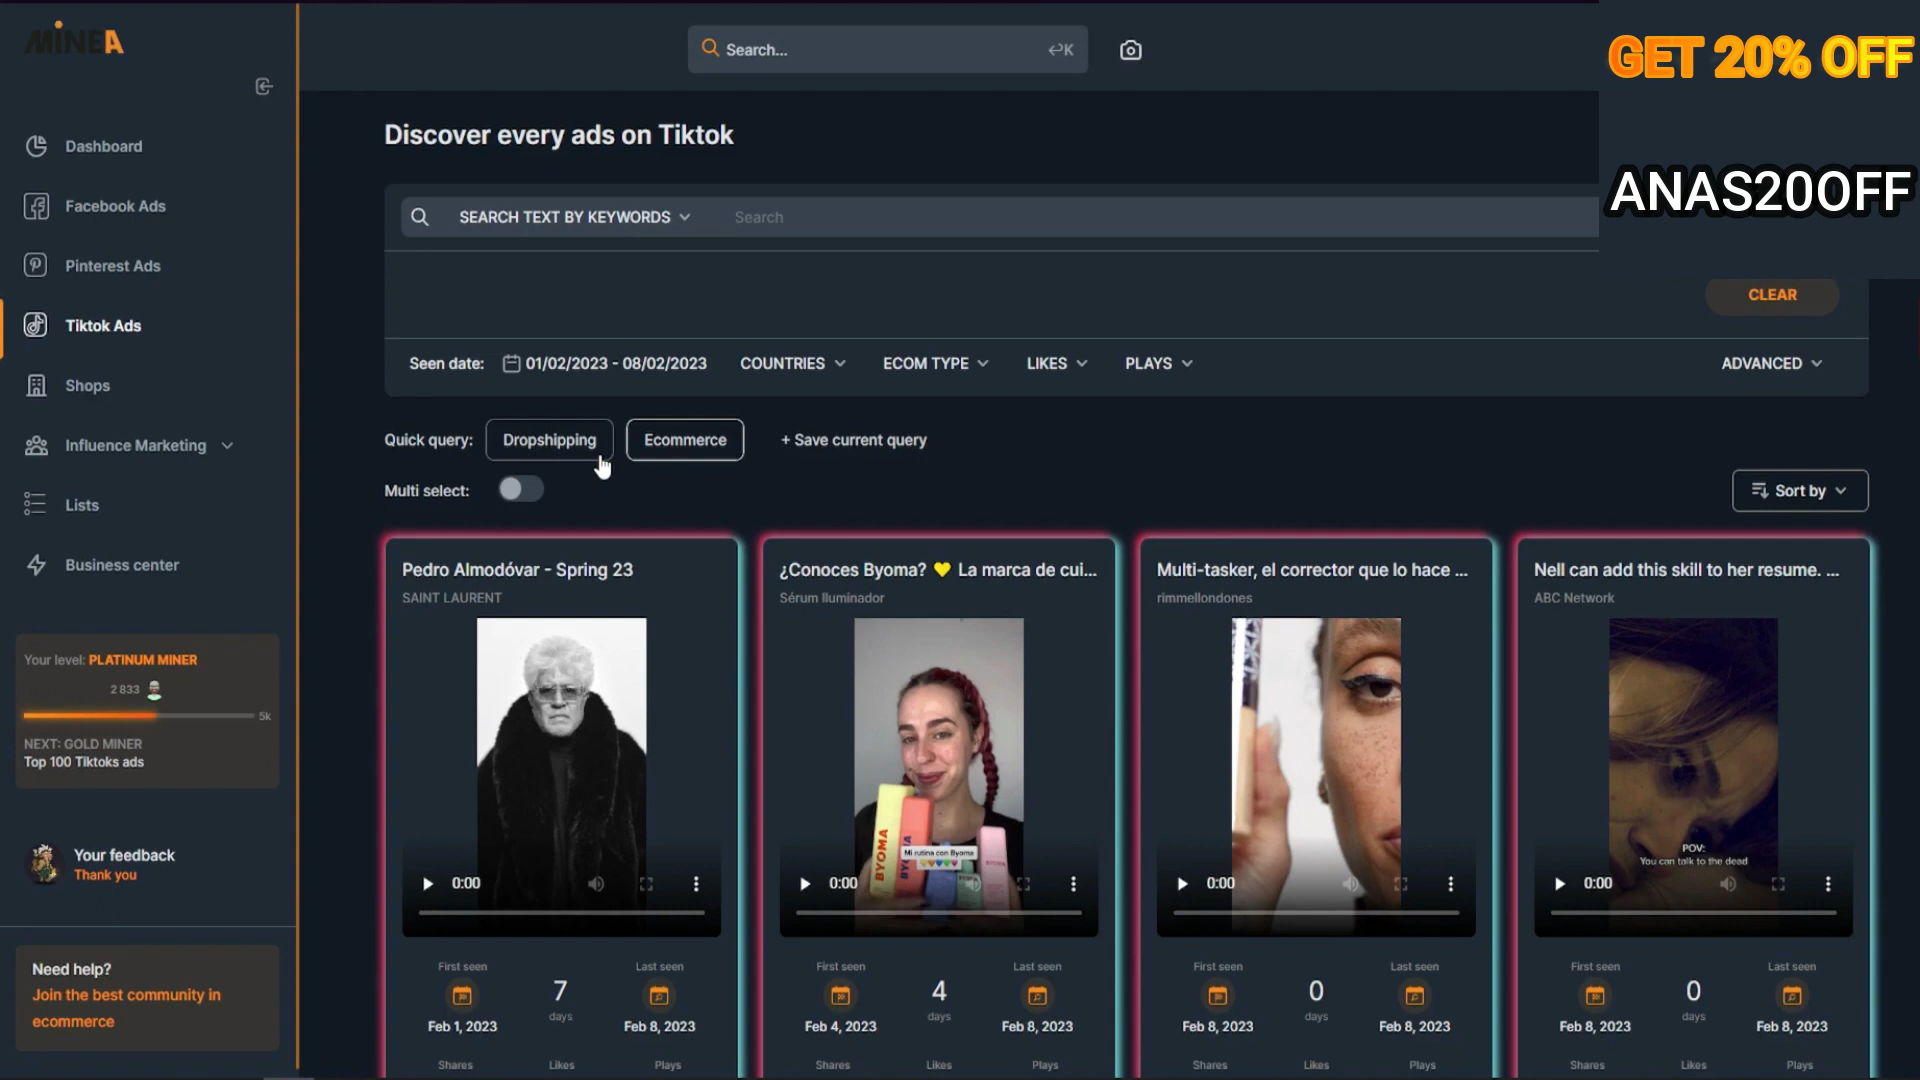 MINEA
Search...
K
GET 20% OFF
ANAS20OFF
Dashboard
Facebook Ads
Pinterest Ads
Tiktok Ads
Shops
Influence Marketing
Lists
Business center
Your level: PLATINUM MINER
2 833
5k
NEXT: GOLD MINER
Top 100 Tiktoks ads
Your feedback
Thank you
Need help?
Join the best community in
ecommerce
Discover every ads on Tiktok
SEARCH TEXT BY KEYWORDS
Search
CLEAR
Seen date: 01/02/2023 - 08/02/2023 COUNTRIES ECOM TYPE LIKES PLAYS ADVANCED
Quick query: Dropshipping Ecommerce + Save current query
Multi select:
Sort by
Pedro Almodóvar - Spring 23
SAINT LAURENT
0:00
First seen
Last seen
7
days
Feb 1, 2023
Feb 8, 2023
Shares Likes Plays
¿Conoces Byoma? 💛 La marca de cui...
Sérum Iluminador
BYOMA
BYOMA
Mi rutina con Byoma
0:00
First seen
Last seen
4
days
Feb 4, 2023
Feb 8, 2023
Shares Likes Plays
Multi-tasker, el corrector que lo hace ...
rimmellondones
0:00
First seen
Last seen
0
days
Feb 8, 2023
Feb 8, 2023
Shares Likes Plays
Nell can add this skill to her resume. ...
ABC Network
POV:
You can talk to the dead
0:00
First seen
Last seen
0
days
Feb 8, 2023
Feb 8, 2023
Shares Likes Plays